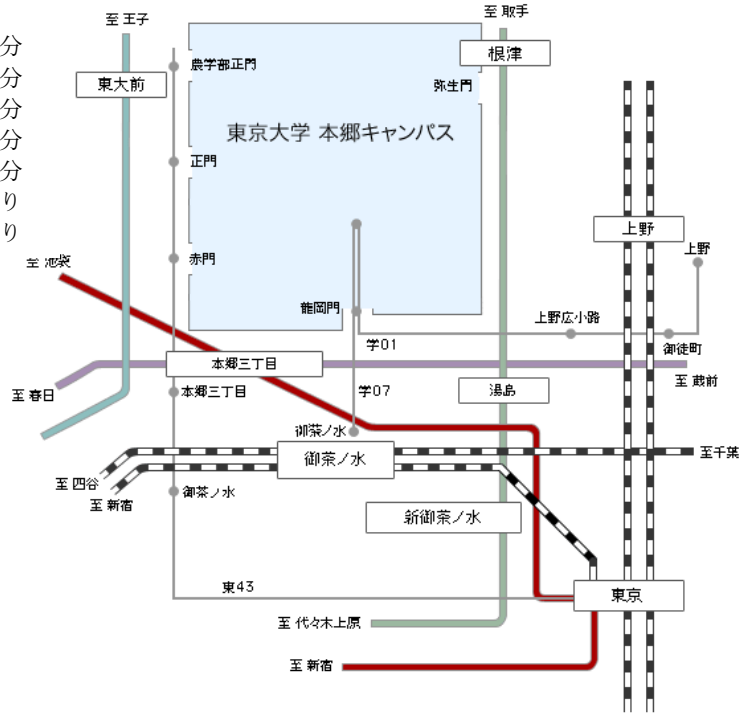 至 取手
至 王子
分
根津
農学部正門
分
東大前
弥生門
分
東京大学 本郷キャンパス
分
正門
分
り
上野
り
上野
赤門
至 池袋
龍岡門
上野広小路
学01
御徒町
本郷三丁目
至 蔵前
至 春日
本郷三丁目
学07
湯島
御茶ノ水
至千葉
御茶ノ水
至 四谷
御茶ノ水
至 新宿
新御茶ノ水
東43
東京
至 代々木上原
至 新宿